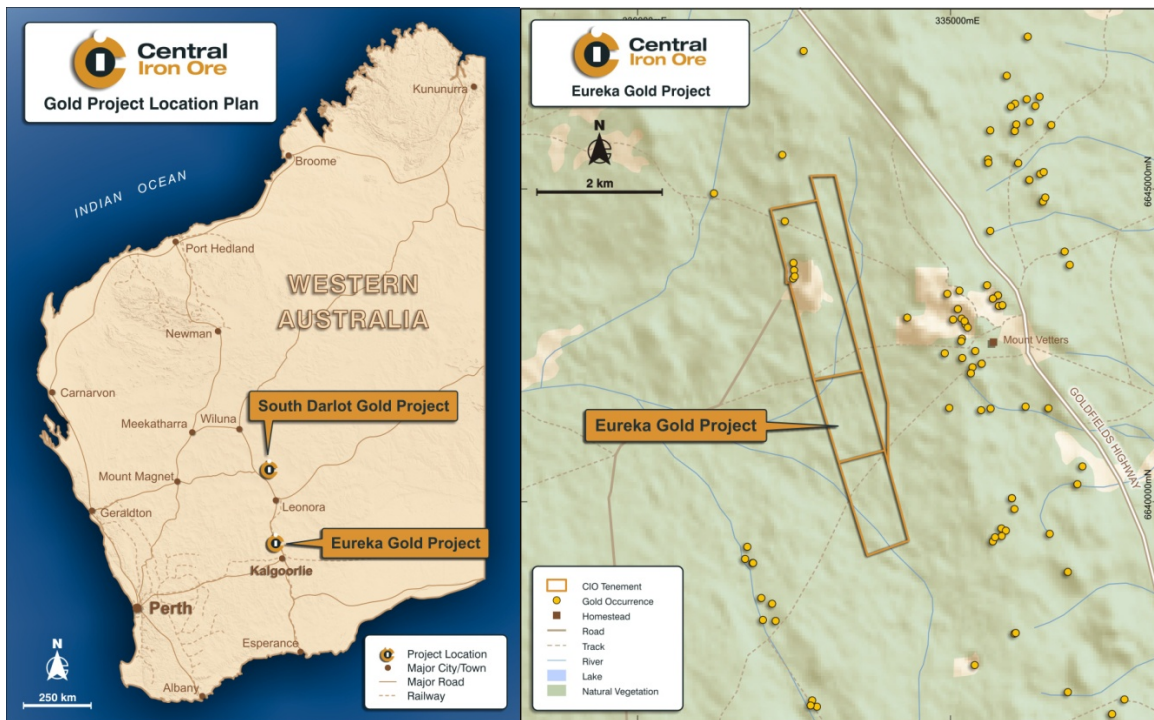 Central
Iron Ore
Gold Project Location Plan
Kununurra
Broome
INDIAN OCEAN
Port Hedland
WESTERN
AUSTRALIA
Newman
Carnarvon
South Darlot Gold Project
Meekatharra
Wiluna
Mount Magnet
Leonora
Geraldton
Eureka Gold Project
Kalgoorlie
Perth
Esperance
Albany
N
250 km
Project Location
Major City/Town
Major Road
Railway
Central
Iron Ore
Eureka Gold Project
335000mE
N
2 km
6645000mN
Mount Vetters
GOLDFIELDS HIGHWAY
Eureka Gold Project
6640000mN
CIO Tenement
Gold Occurrence
Homestead
Road
Track
River
Lake
Natural Vegetation